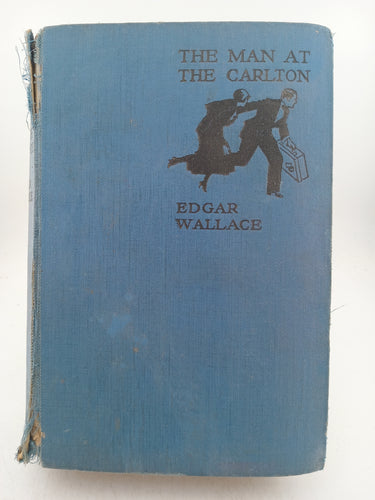 THE MAN AT
THE CARLTON
EDGAR
WALLACE